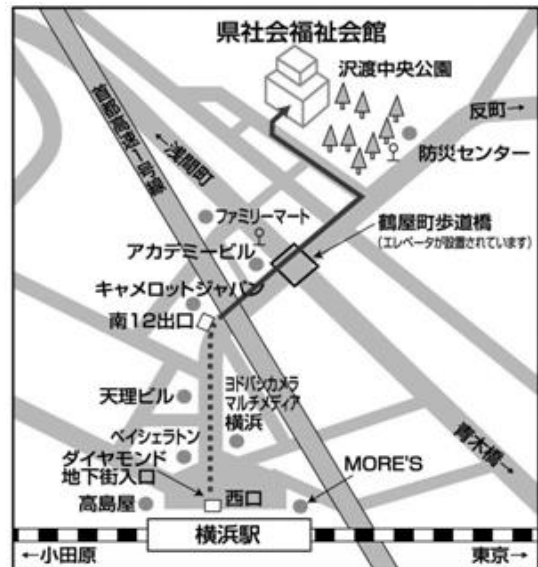 県社会福祉会館
沢渡中央公園
反町→
首都高速一号線
←浅間町
防災センター
ファミリーマート
鶴屋町歩道橋
(エレベータが設置されています)
アカデミービル
キャメロットジャパン
南12出口
天理ビル
ヨドバシカメラ
マルチメディア
横浜
ベイシェラトン
青木橋→
ダイヤモンド
地下街入口
MORE'S
高島屋
西口
横浜駅
←小田原
東京→